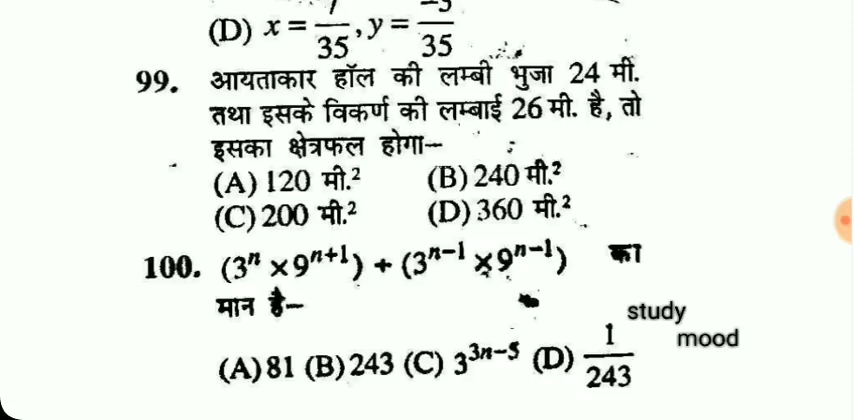 (D) x = 7/35, y = -3/35
99. आयताकार हॉल की लम्बी भुजा 24 मी.
तथा इसके विकर्ण की लम्बाई 26 मी. है, तो
इसका क्षेत्रफल होगा–
(A) 120 मी.² (B) 240 मी.²
(C) 200 मी.² (D) 360 मी.²
100. (3ⁿ × 9ⁿ⁺¹) + (3ⁿ⁻¹ × 9ⁿ⁻¹) का
मान है–
study
mood
(A) 81 (B) 243 (C) 3³ⁿ⁻⁵ (D) 1/243